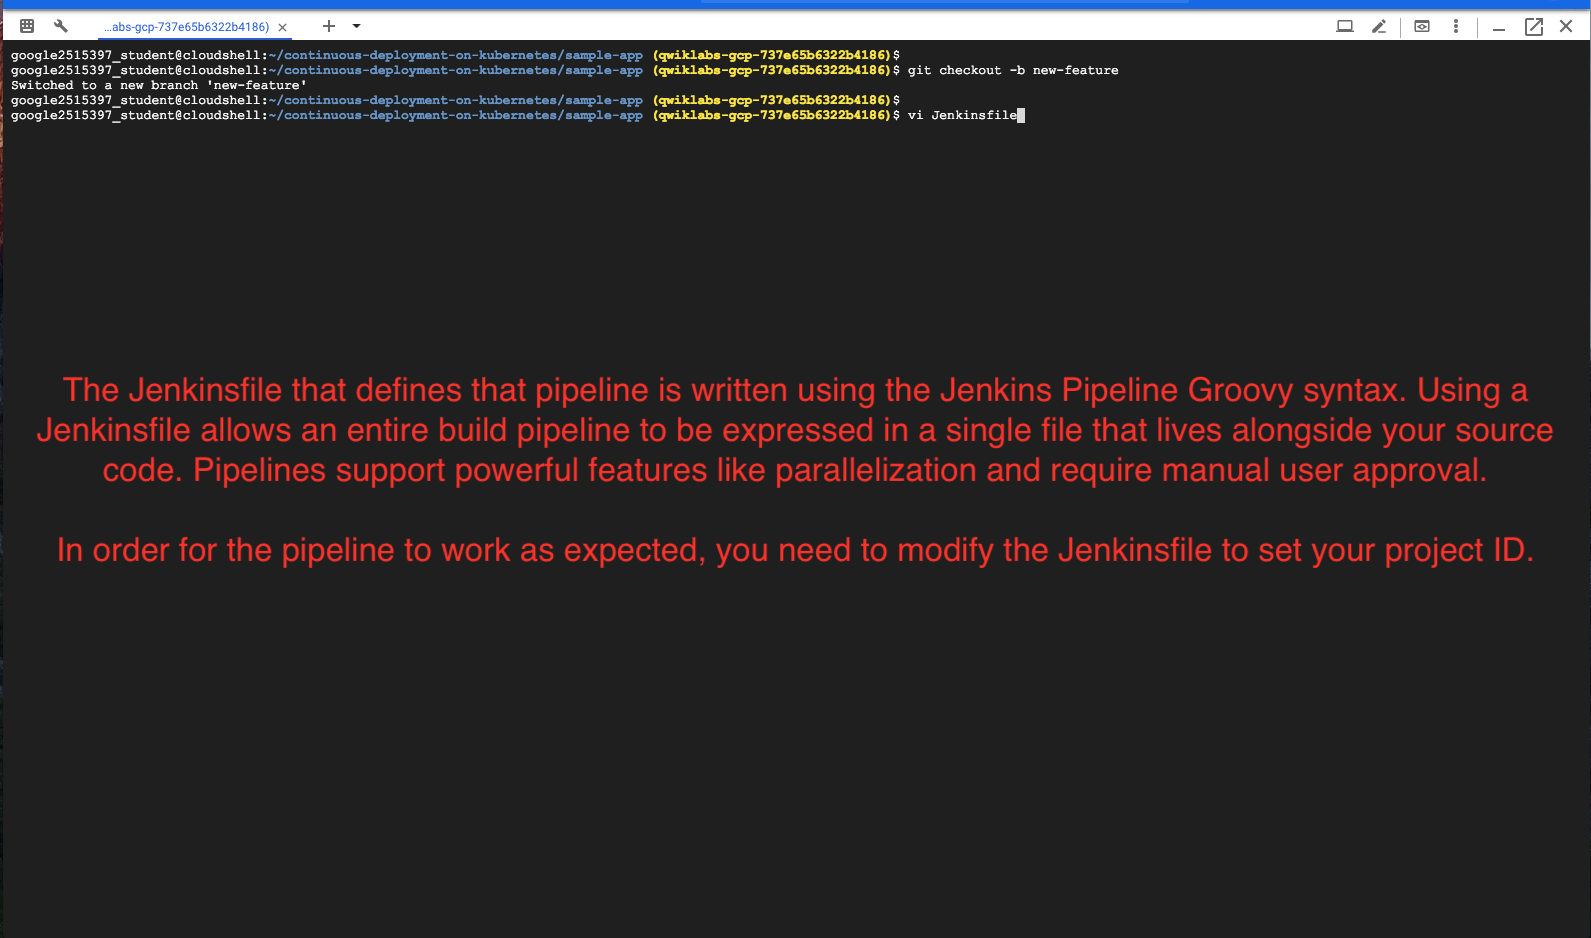 ...abs-gcp-737e65b6322b4186)
google2515397_student@cloudshell:~/continuous-deployment-on-kubernetes/sample-app (qwiklabs-gcp-737e65b6322b4186)$
google2515397_student@cloudshell:~/continuous-deployment-on-kubernetes/sample-app (qwiklabs-gcp-737e65b6322b4186)$ git checkout -b new-feature
Switched to a new branch 'new-feature'
google2515397_student@cloudshell:~/continuous-deployment-on-kubernetes/sample-app (qwiklabs-gcp-737e65b6322b4186)$
google2515397_student@cloudshell:~/continuous-deployment-on-kubernetes/sample-app (qwiklabs-gcp-737e65b6322b4186)$ vi Jenkinsfile
The Jenkinsfile that defines that pipeline is written using the Jenkins Pipeline Groovy syntax. Using a
Jenkinsfile allows an entire build pipeline to be expressed in a single file that lives alongside your source
code. Pipelines support powerful features like parallelization and require manual user approval.
In order for the pipeline to work as expected, you need to modify the Jenkinsfile to set your project ID.